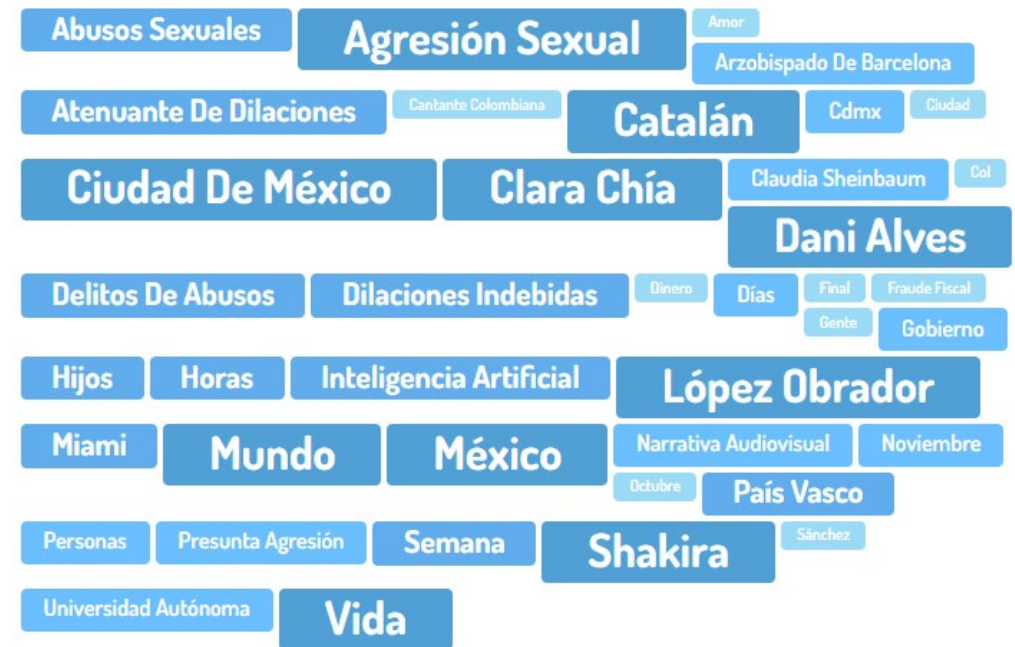 Abusos Sexuales Agresión Sexual Amor
Arzobispado De Barcelona
Atenuante De Dilaciones Cantante Colombiana Catalán Cdmx Ciudad
Ciudad De México Clara Chía Claudia Sheinbaum Col
Dani Alves
Delitos De Abusos Dilaciones Indebidas Dinero Días Final Fraude Fiscal
Gente Gobierno
Hijos Horas Inteligencia Artificial López Obrador
Miami Mundo México Narrativa Audiovisual Noviembre
Octubre País Vasco
Personas Presunta Agresión Semana Shakira Sánchez
Universidad Autónoma Vida